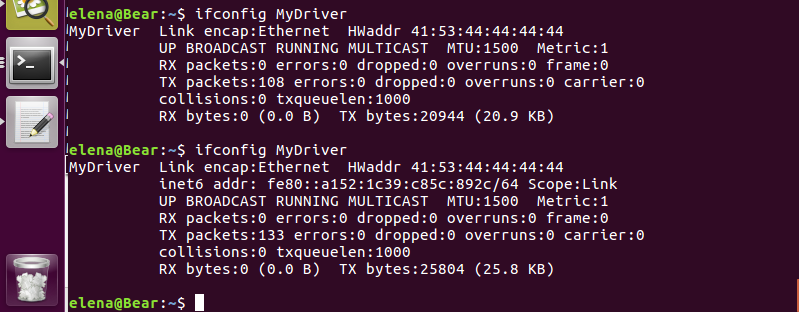 elena@Bear:~$ ifconfig MyDriver
MyDriver  Link encap:Ethernet  HWaddr 41:53:44:44:44:44
          UP BROADCAST RUNNING MULTICAST  MTU:1500  Metric:1
          RX packets:0 errors:0 dropped:0 overruns:0 frame:0
          TX packets:108 errors:0 dropped:0 overruns:0 carrier:0
          collisions:0 txqueuelen:1000
          RX bytes:0 (0.0 B)  TX bytes:20944 (20.9 KB)

elena@Bear:~$ ifconfig MyDriver
MyDriver  Link encap:Ethernet  HWaddr 41:53:44:44:44:44
          inet6 addr: fe80::a152:1c39:c85c:892c/64 Scope:Link
          UP BROADCAST RUNNING MULTICAST  MTU:1500  Metric:1
          RX packets:0 errors:0 dropped:0 overruns:0 frame:0
          TX packets:133 errors:0 dropped:0 overruns:0 carrier:0
          collisions:0 txqueuelen:1000
          RX bytes:0 (0.0 B)  TX bytes:25804 (25.8 KB)

elena@Bear:~$